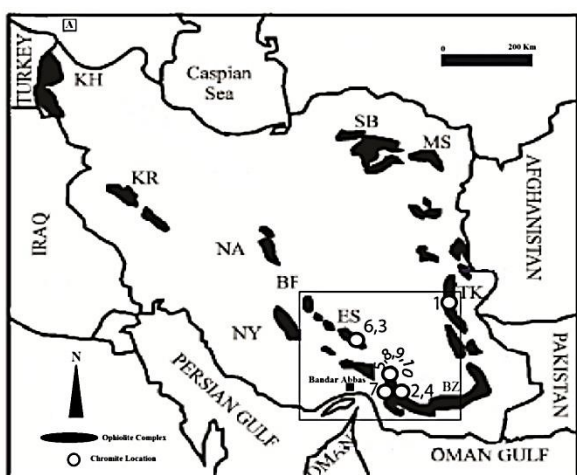 A
TURKEY
KH
Caspian
Sea
0 200 Km
SB
MS
AFGHANISTAN
KR
IRAQ
NA
BF
TK
1
ES
6,3
NY
5,8,9,10
N
Bandar Abbas
7
2,4
BZ
PAKISTAN
PERSIAN GULF
Ophiolite Complex
Chromite Location
OMAN
OMAN GULF